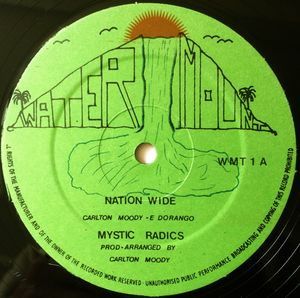 WATER MOUNT
WMT 1 A
NATION WIDE
CARLTON MOODY - E DORANGO
MYSTIC RADICS
PROD - ARRANGED BY
CARLTON MOODY
RIGHTS OF THE MANUFACTURER AND OF THE OWNER OF THE RECORDED WORK RESERVED - UNAUTHORISED PUBLIC PERFORMANCE BROADCASTING AND COPYING OF THIS RECORD PROHIBITED